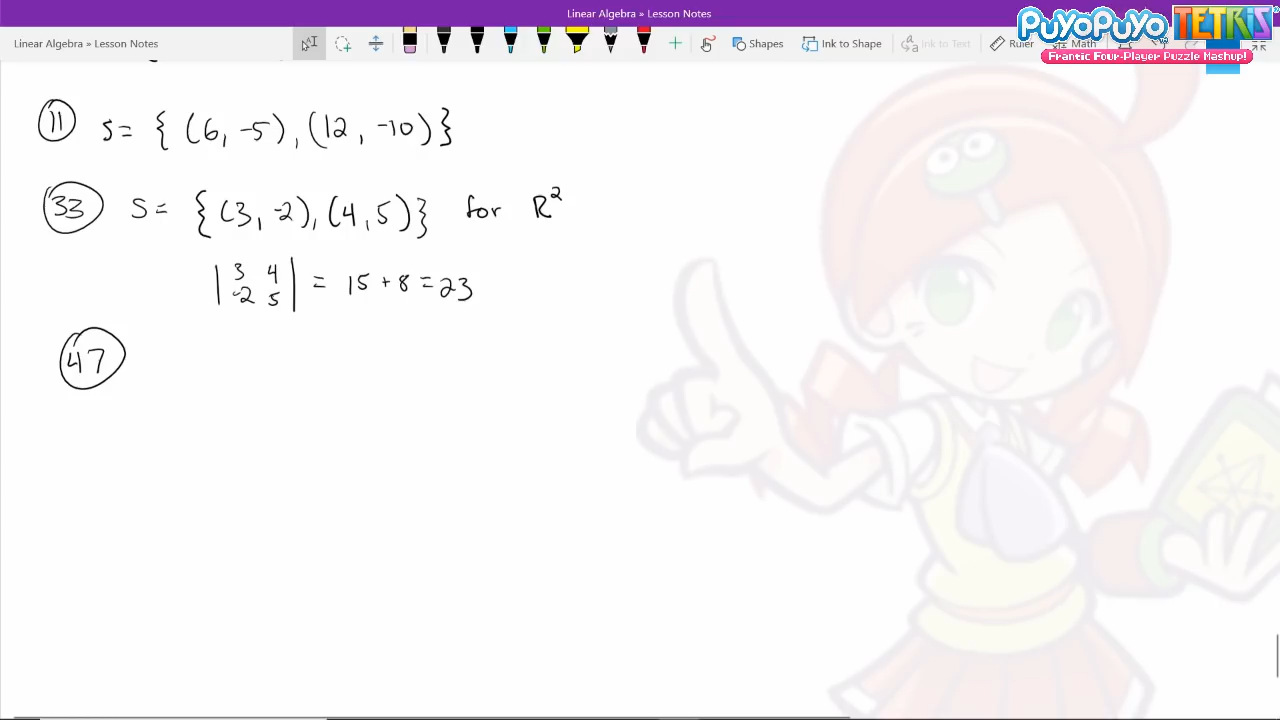 Linear Algebra » Lesson Notes
PUYOPUYO TETRIS
Linear Algebra » Lesson Notes Shapes Ink to Shape Ink to Text Ruler Math
Frantic Four-Player Puzzle Mashup!
11 S = { (6, -5), (12, -10) }
33 S = { (3, -2), (4, 5) } for R²
| 3 4 | = 15 + 8 = 23
| -2 5 |
47